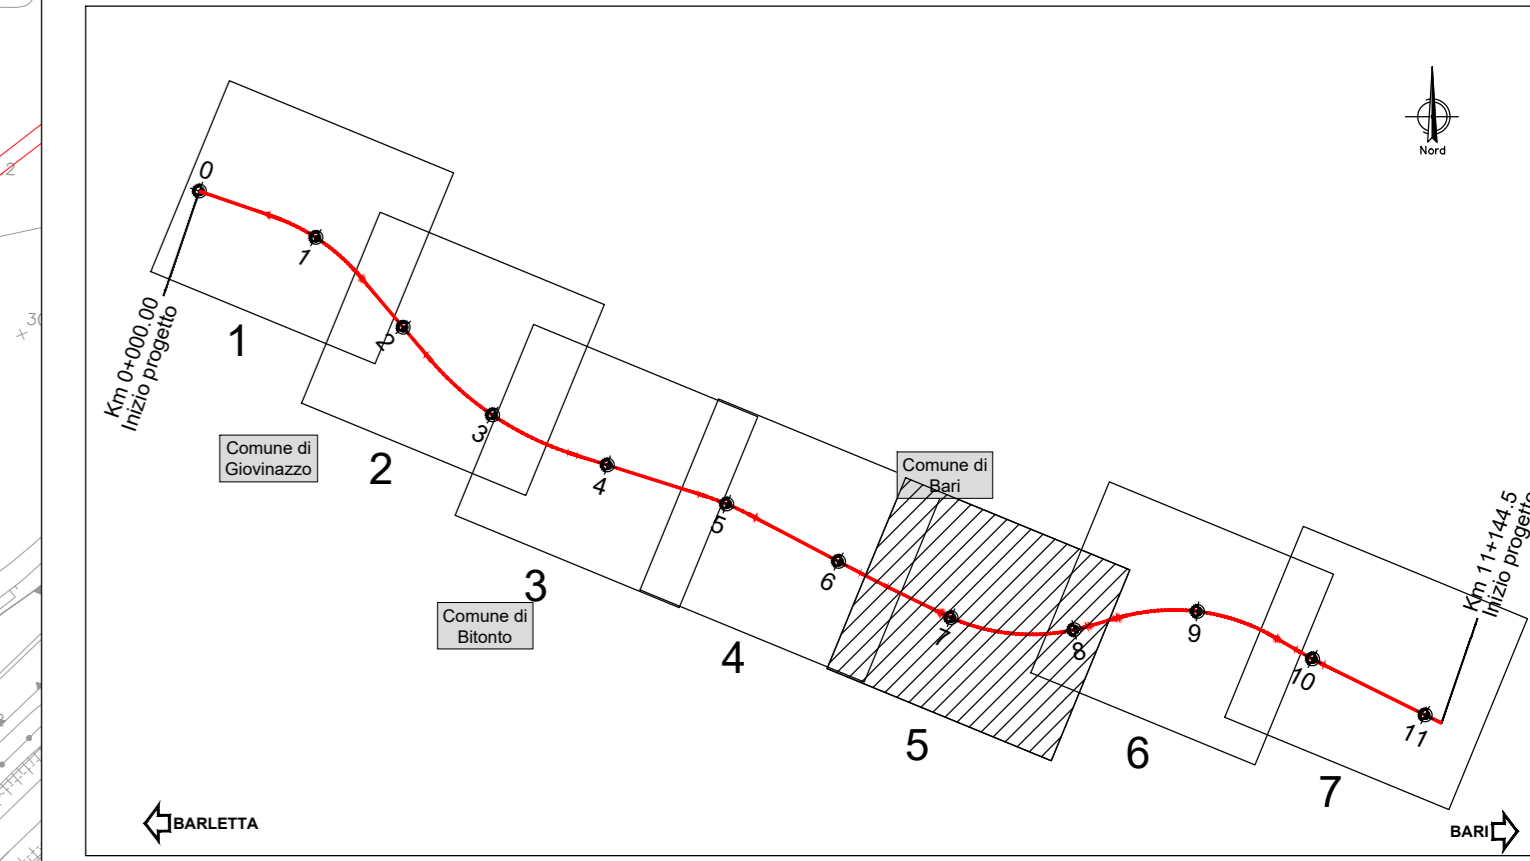 Nord
0
1
2
3
4
5
6
7
8
9
10
11
Km 0+000.00
Inizio progetto
1
2
3
4
5
6
7
Comune di
Giovinazzo
Comune di
Bitonto
Comune di
Bari
Km 11+144.5
Inizio progetto
BARLETTA
BARI